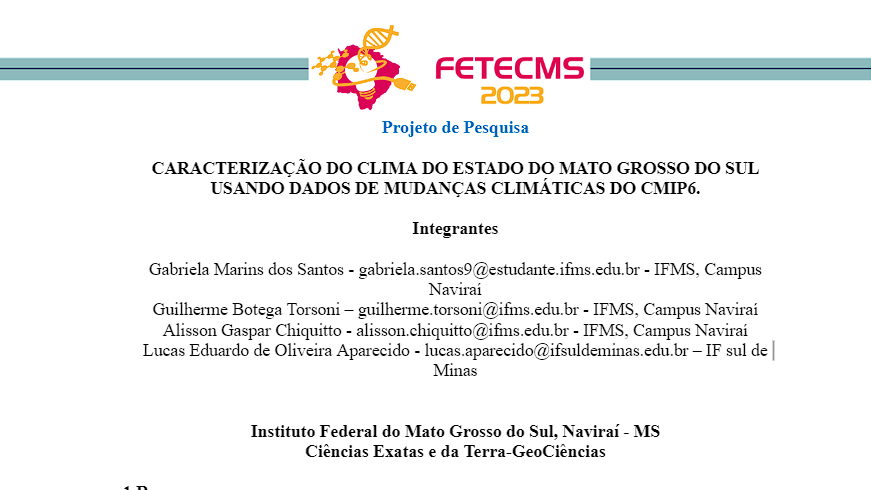 FETECMS
2023
Projeto de Pesquisa
CARACTERIZAÇÃO DO CLIMA DO ESTADO DO MATO GROSSO DO SUL
USANDO DADOS DE MUDANÇAS CLIMÁTICAS DO CMIP6.
Integrantes
Gabriela Marins dos Santos - gabriela.santos9@estudante.ifms.edu.br - IFMS, Campus
Naviraí
Guilherme Botega Torsoni – guilherme.torsoni@ifms.edu.br - IFMS, Campus Naviraí
Alisson Gaspar Chiquitto - alisson.chiquitto@ifms.edu.br - IFMS, Campus Naviraí
Lucas Eduardo de Oliveira Aparecido - lucas.aparecido@ifsuldeminas.edu.br – IF sul de
Minas
Instituto Federal do Mato Grosso do Sul, Naviraí - MS
Ciências Exatas e da Terra-GeoCiências